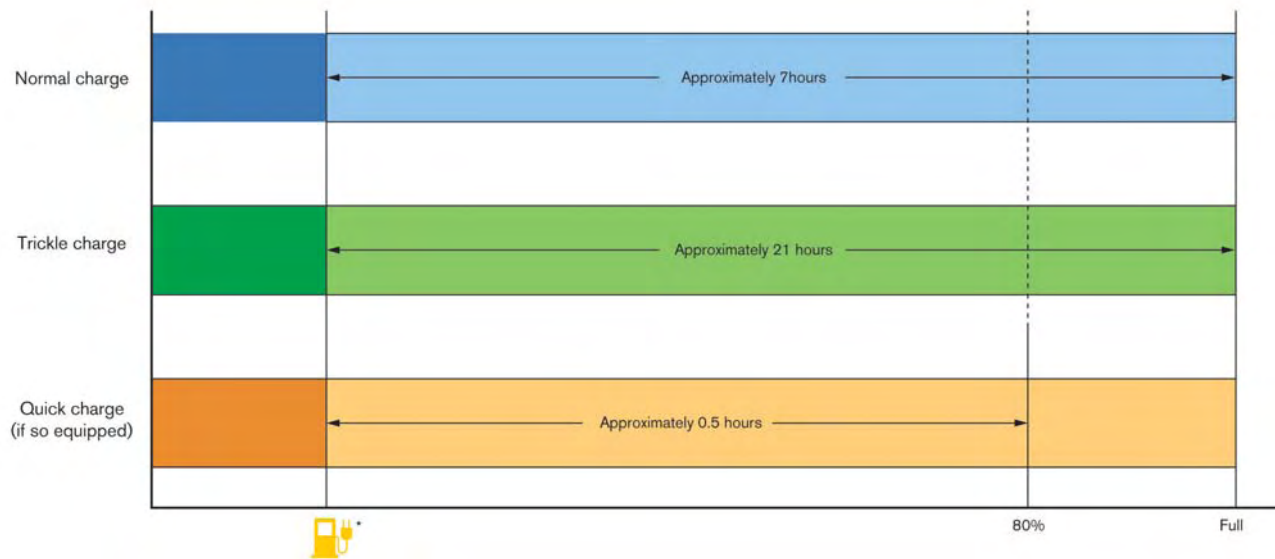 Normal charge
Approximately 7hours
Trickle charge
Approximately 21 hours
Quick charge
(if so equipped)
Approximately 0.5 hours
*
80%
Full